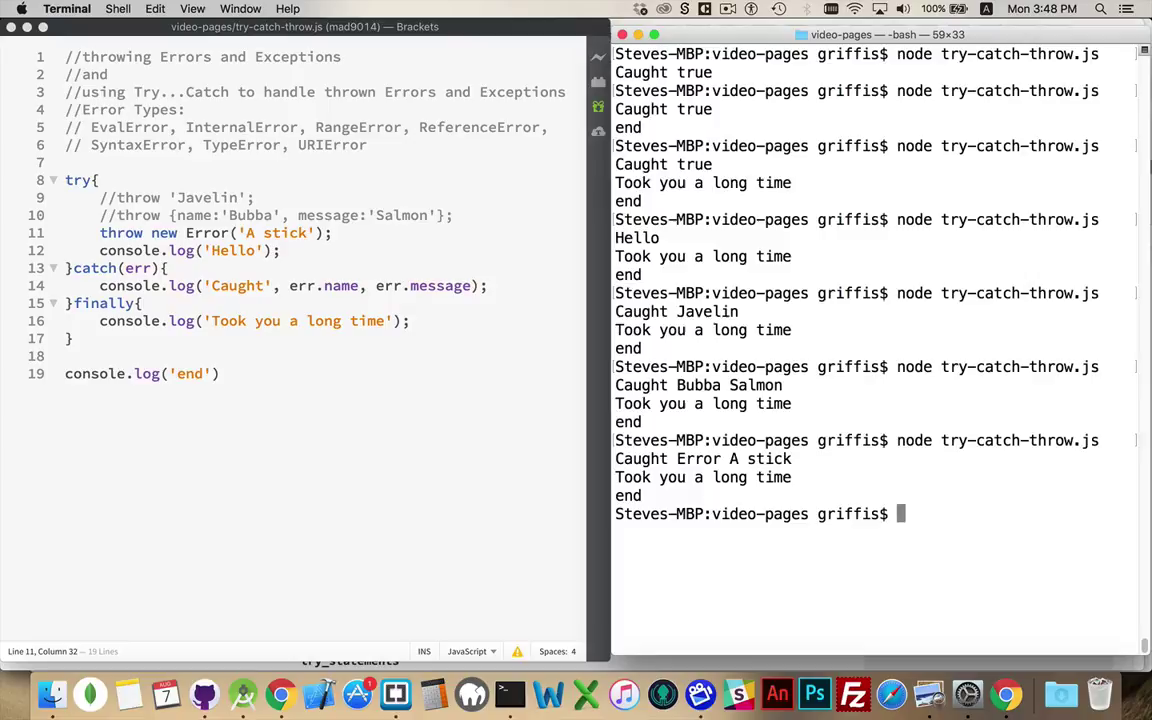 Terminal Shell Edit View Window Help 100% Mon 3:48 PM
video-pages/try-catch-throw.js (mad9014) — Brackets
1 //throwing Errors and Exceptions
2 //and
3 //using Try...Catch to handle thrown Errors and Exceptions
4 //Error Types:
5 // EvalError, InternalError, RangeError, ReferenceError,
6 // SyntaxError, TypeError, URIError
7
8 try{
9 //throw 'Javelin';
10 //throw {name:'Bubba', message:'Salmon'};
11 throw new Error('A stick');
12 console.log('Hello');
13 }catch(err){
14 console.log('Caught', err.name, err.message);
15 }finally{
16 console.log('Took you a long time');
17 }
18
19 console.log('end')
Line 11, Column 32 — 19 Lines
INS JavaScript Spaces: 4
try_statements
video-pages — -bash — 59×33
Steves-MBP:video-pages griffis$ node try-catch-throw.js
Caught true
Steves-MBP:video-pages griffis$ node try-catch-throw.js
Caught true
end
Steves-MBP:video-pages griffis$ node try-catch-throw.js
Caught true
Took you a long time
end
Steves-MBP:video-pages griffis$ node try-catch-throw.js
Hello
Took you a long time
end
Steves-MBP:video-pages griffis$ node try-catch-throw.js
Caught Javelin
Took you a long time
end
Steves-MBP:video-pages griffis$ node try-catch-throw.js
Caught Bubba Salmon
Took you a long time
end
Steves-MBP:video-pages griffis$ node try-catch-throw.js
Caught Error A stick
Took you a long time
end
Steves-MBP:video-pages griffis$